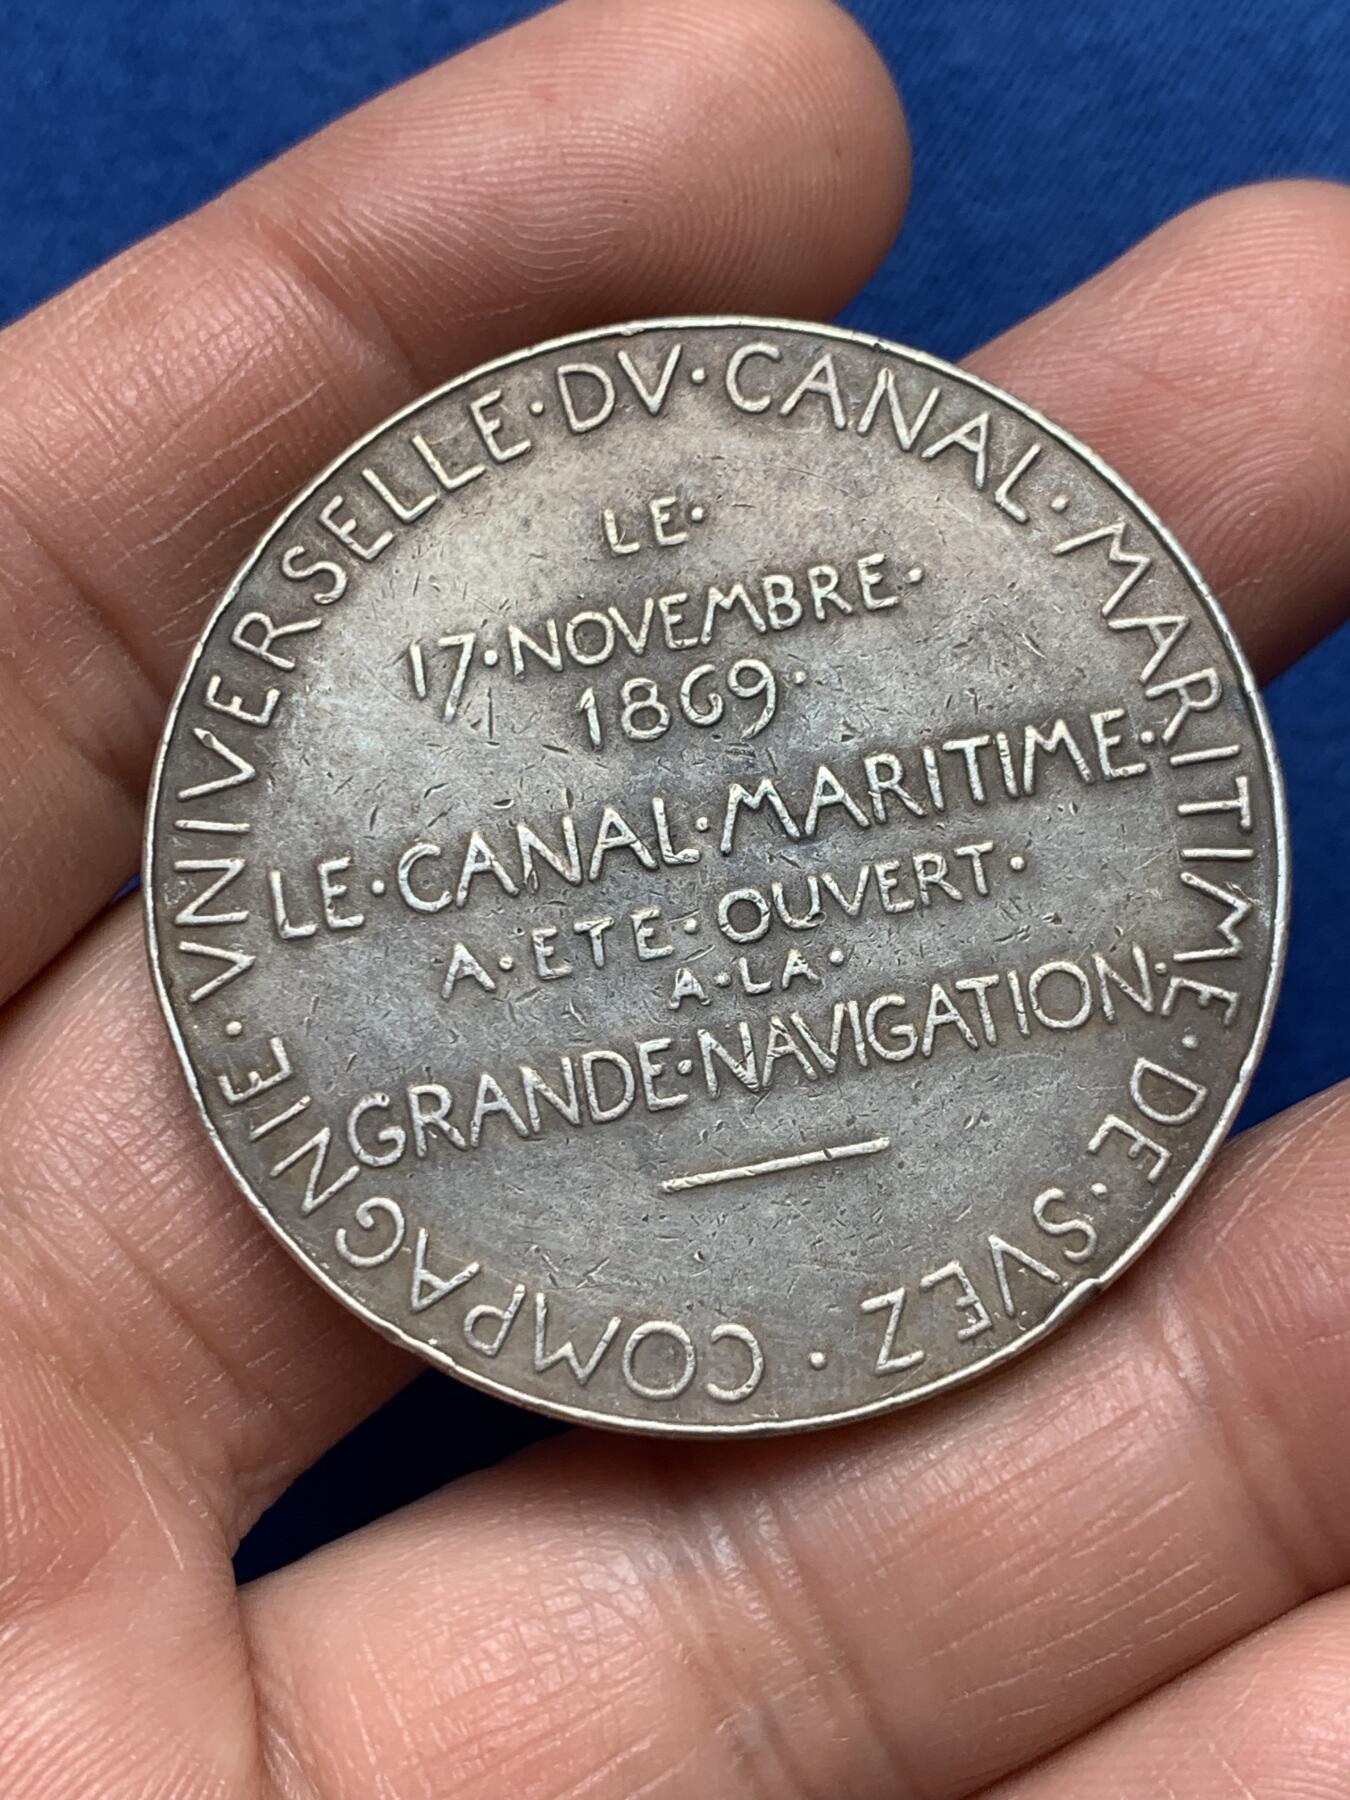 COMPAGNIE · VNIVERSELLE · DV · CANAL · MARITIME · DE · SVEZ ·
LE ·
17 · NOVEMBRE ·
1869 ·
LE · CANAL · MARITIME ·
A · ETE · OUVERT ·
A · LA ·
GRANDE · NAVIGATION ·